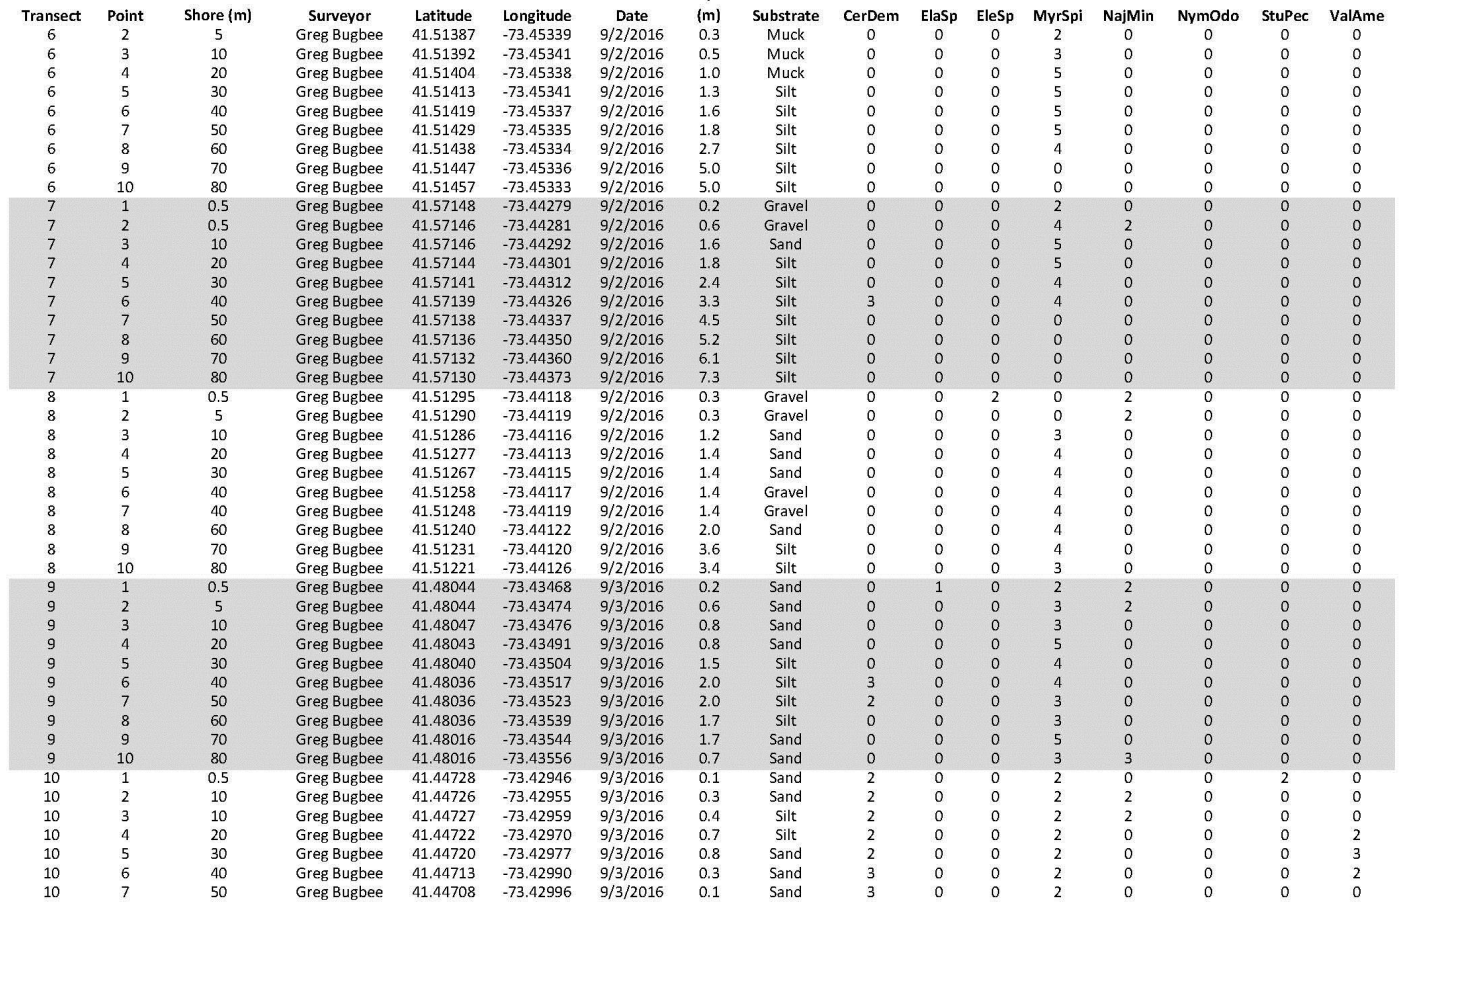 Transect Point Shore (m) Surveyor Latitude Longitude Date (m) Substrate CerDem ElaSp EleSp MyrSpi NajMin NymOdo StuPec ValAme
6 2 5 Greg Bugbee 41.51387 -73.45339 9/2/2016 0.3 Muck 0 0 0 2 0 0 0 0
6 3 10 Greg Bugbee 41.51392 -73.45341 9/2/2016 0.5 Muck 0 0 0 3 0 0 0 0
6 4 20 Greg Bugbee 41.51404 -73.45338 9/2/2016 1.0 Muck 0 0 0 5 0 0 0 0
6 5 30 Greg Bugbee 41.51413 -73.45341 9/2/2016 1.3 Silt 0 0 0 5 0 0 0 0
6 6 40 Greg Bugbee 41.51419 -73.45337 9/2/2016 1.6 Silt 0 0 0 5 0 0 0 0
6 7 50 Greg Bugbee 41.51429 -73.45335 9/2/2016 1.8 Silt 0 0 0 5 0 0 0 0
6 8 60 Greg Bugbee 41.51438 -73.45334 9/2/2016 2.7 Silt 0 0 0 4 0 0 0 0
6 9 70 Greg Bugbee 41.51447 -73.45336 9/2/2016 5.0 Silt 0 0 0 0 0 0 0 0
6 10 80 Greg Bugbee 41.51457 -73.45333 9/2/2016 5.0 Silt 0 0 0 0 0 0 0 0
7 1 0.5 Greg Bugbee 41.57148 -73.44279 9/2/2016 0.2 Gravel 0 0 0 2 0 0 0 0
7 2 0.5 Greg Bugbee 41.57146 -73.44281 9/2/2016 0.6 Gravel 0 0 0 4 2 0 0 0
7 3 10 Greg Bugbee 41.57146 -73.44292 9/2/2016 1.6 Sand 0 0 0 5 0 0 0 0
7 4 20 Greg Bugbee 41.57144 -73.44301 9/2/2016 1.8 Silt 0 0 0 5 0 0 0 0
7 5 30 Greg Bugbee 41.57141 -73.44312 9/2/2016 2.4 Silt 0 0 0 4 0 0 0 0
7 6 40 Greg Bugbee 41.57139 -73.44326 9/2/2016 3.3 Silt 3 0 0 4 0 0 0 0
7 7 50 Greg Bugbee 41.57138 -73.44337 9/2/2016 4.5 Silt 0 0 0 0 0 0 0 0
7 8 60 Greg Bugbee 41.57136 -73.44350 9/2/2016 5.2 Silt 0 0 0 0 0 0 0 0
7 9 70 Greg Bugbee 41.57132 -73.44360 9/2/2016 6.1 Silt 0 0 0 0 0 0 0 0
7 10 80 Greg Bugbee 41.57130 -73.44373 9/2/2016 7.3 Silt 0 0 0 0 0 0 0 0
8 1 0.5 Greg Bugbee 41.51295 -73.44118 9/2/2016 0.3 Gravel 0 0 2 0 2 0 0 0
8 2 5 Greg Bugbee 41.51290 -73.44119 9/2/2016 0.3 Gravel 0 0 0 0 2 0 0 0
8 3 10 Greg Bugbee 41.51286 -73.44116 9/2/2016 1.2 Sand 0 0 0 3 0 0 0 0
8 4 20 Greg Bugbee 41.51277 -73.44113 9/2/2016 1.4 Sand 0 0 0 4 0 0 0 0
8 5 30 Greg Bugbee 41.51267 -73.44115 9/2/2016 1.4 Sand 0 0 0 4 0 0 0 0
8 6 40 Greg Bugbee 41.51258 -73.44117 9/2/2016 1.4 Gravel 0 0 0 4 0 0 0 0
8 7 40 Greg Bugbee 41.51248 -73.44119 9/2/2016 1.4 Gravel 0 0 0 4 0 0 0 0
8 8 60 Greg Bugbee 41.51240 -73.44122 9/2/2016 2.0 Sand 0 0 0 4 0 0 0 0
8 9 70 Greg Bugbee 41.51231 -73.44120 9/2/2016 3.6 Silt 0 0 0 4 0 0 0 0
8 10 80 Greg Bugbee 41.51221 -73.44126 9/2/2016 3.4 Silt 0 0 0 3 0 0 0 0
9 1 0.5 Greg Bugbee 41.48044 -73.43468 9/3/2016 0.2 Sand 0 1 0 2 2 0 0 0
9 2 5 Greg Bugbee 41.48044 -73.43474 9/3/2016 0.6 Sand 0 0 0 3 2 0 0 0
9 3 10 Greg Bugbee 41.48047 -73.43476 9/3/2016 0.8 Sand 0 0 0 3 0 0 0 0
9 4 20 Greg Bugbee 41.48043 -73.43491 9/3/2016 0.8 Sand 0 0 0 5 0 0 0 0
9 5 30 Greg Bugbee 41.48040 -73.43504 9/3/2016 1.5 Silt 0 0 0 4 0 0 0 0
9 6 40 Greg Bugbee 41.48036 -73.43517 9/3/2016 2.0 Silt 3 0 0 4 0 0 0 0
9 7 50 Greg Bugbee 41.48036 -73.43523 9/3/2016 2.0 Silt 2 0 0 3 0 0 0 0
9 8 60 Greg Bugbee 41.48036 -73.43539 9/3/2016 1.7 Silt 0 0 0 3 0 0 0 0
9 9 70 Greg Bugbee 41.48016 -73.43544 9/3/2016 1.7 Sand 0 0 0 5 0 0 0 0
9 10 80 Greg Bugbee 41.48016 -73.43556 9/3/2016 0.7 Sand 0 0 0 3 3 0 0 0
10 1 0.5 Greg Bugbee 41.44728 -73.42946 9/3/2016 0.1 Sand 2 0 0 2 0 0 2 0
10 2 10 Greg Bugbee 41.44726 -73.42955 9/3/2016 0.3 Sand 2 0 0 2 2 0 0 0
10 3 10 Greg Bugbee 41.44727 -73.42959 9/3/2016 0.4 Silt 2 0 0 2 2 0 0 0
10 4 20 Greg Bugbee 41.44722 -73.42970 9/3/2016 0.7 Silt 2 0 0 2 0 0 0 2
10 5 30 Greg Bugbee 41.44720 -73.42977 9/3/2016 0.8 Sand 2 0 0 2 0 0 0 3
10 6 40 Greg Bugbee 41.44713 -73.42990 9/3/2016 0.3 Sand 3 0 0 2 0 0 0 2
10 7 50 Greg Bugbee 41.44708 -73.42996 9/3/2016 0.1 Sand 3 0 0 2 0 0 0 0